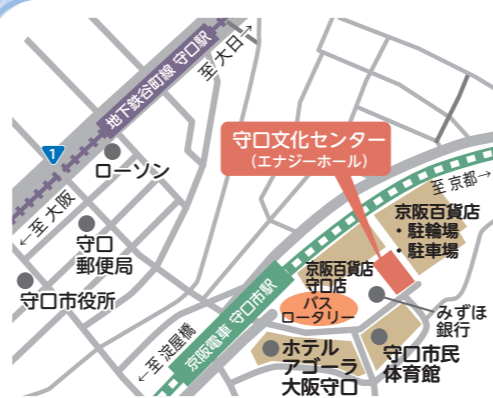 地下鉄谷町線 守口駅
至大日→
1
ローソン
←至 大阪
守口
郵便局
守口市役所
守口文化センター
(エナジーホール)
至 京都→
京阪百貨店
・駐輪場
・駐車場
京阪百貨店
守口店
バス
ロータリー
みずほ
銀行
京阪電車 守口市駅
←至 淀屋橋
ホテル
アゴーラ
大阪守口
守口市民
体育館